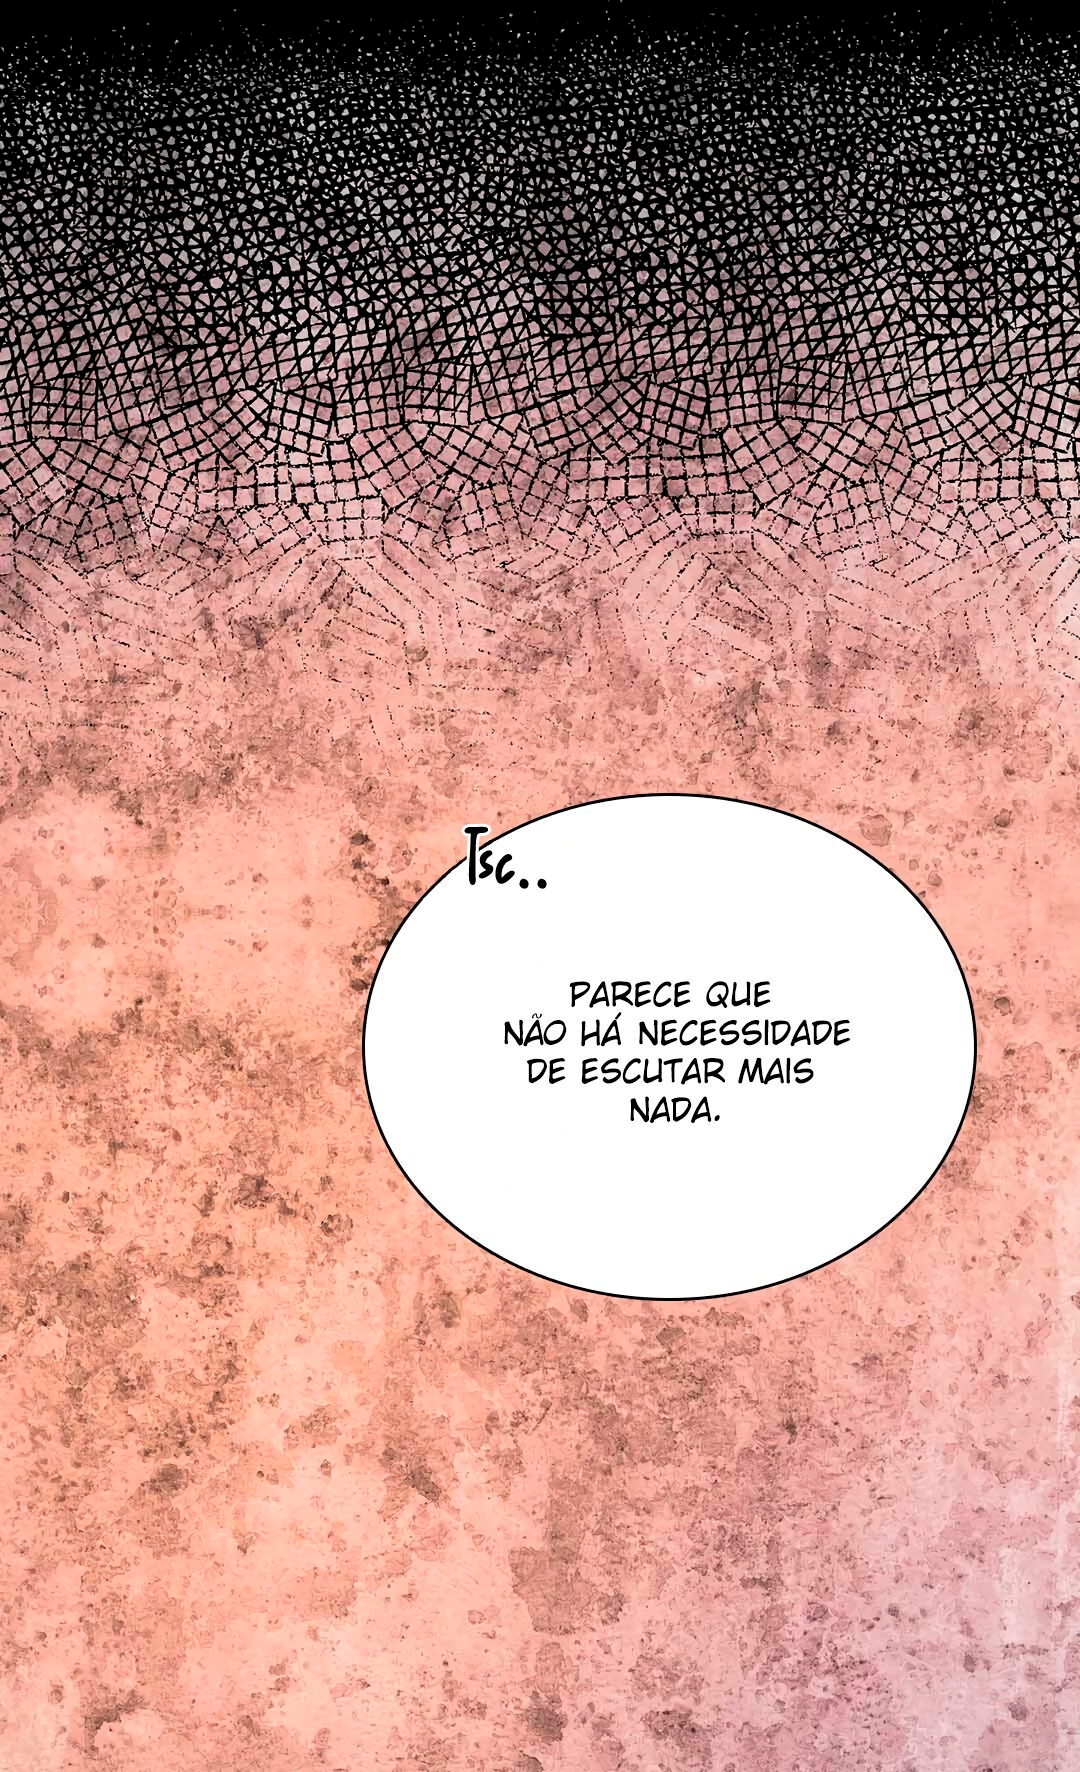 Tsc..
PARECE QUE
NÃO HÁ NECESSIDADE
DE ESCUTAR MAIS
NADA.